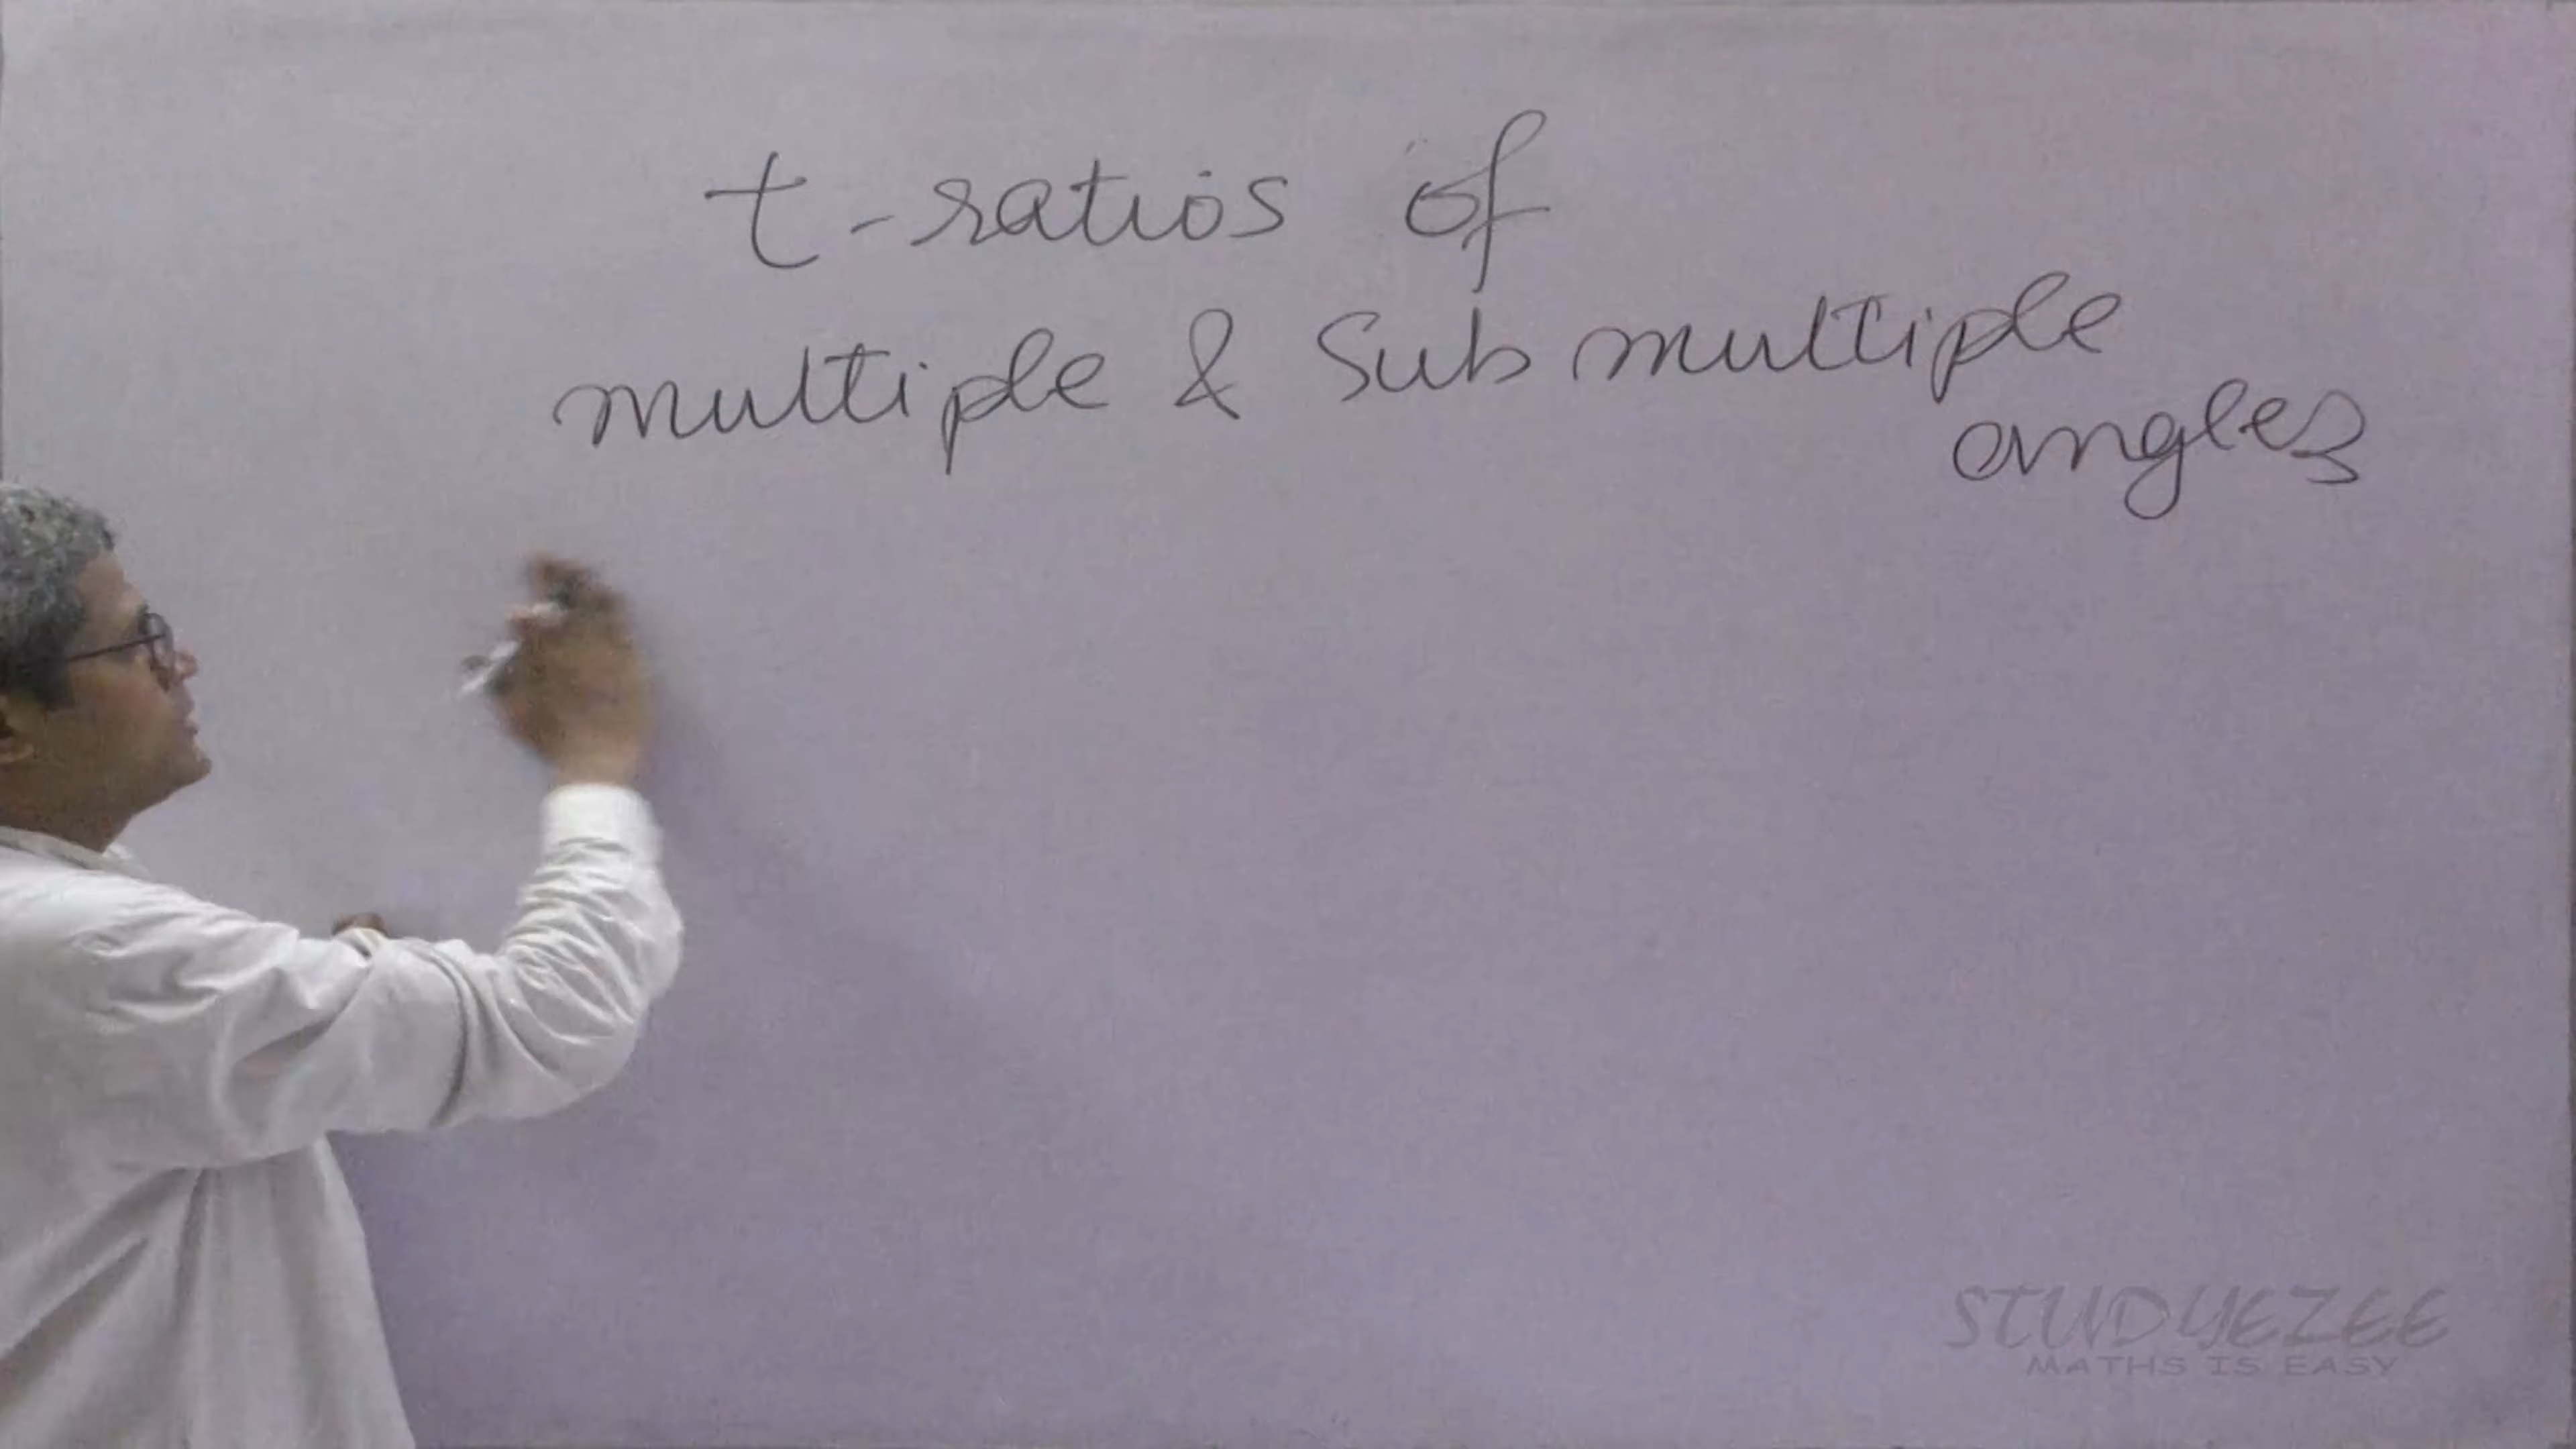 t-ratios of
multiple & Sub multiple
angles
STUDYEZEE
MATHS IS EASY